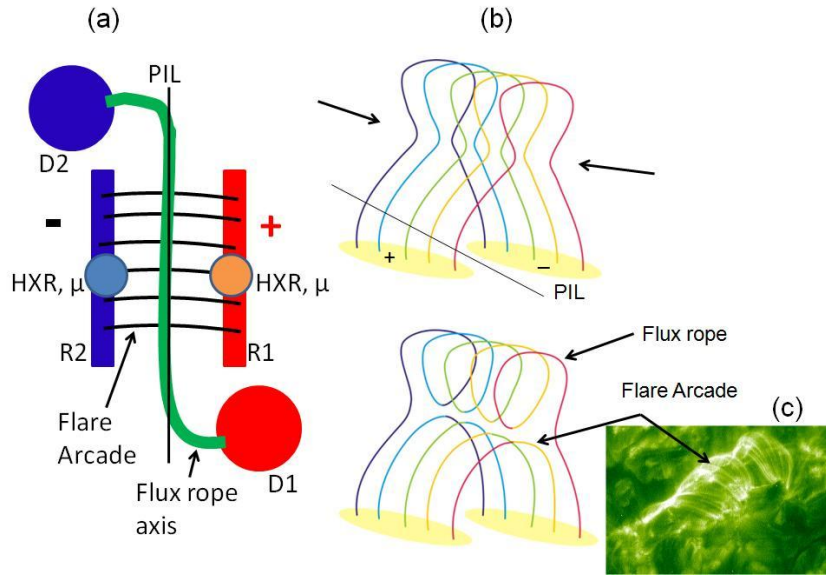 (a)
PIL
D2
-
+
HXR, µ
HXR, µ
R2
R1
Flare
Arcade
Flux rope
axis
D1
(b)
+
–
PIL
Flux rope
Flare Arcade
(c)